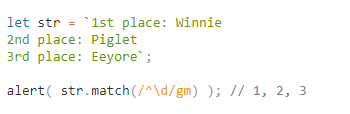 let str = `1st place: Winnie
2nd place: Piglet
3rd place: Eeyore`;
alert( str.match(/^\d/gm) ); // 1, 2, 3